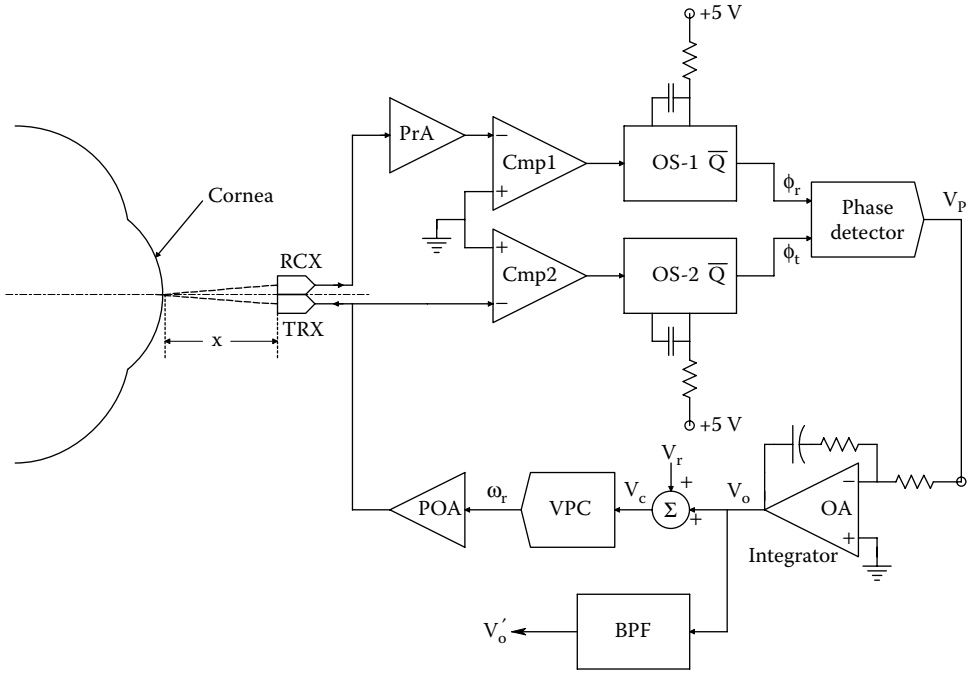 +5 V
PrA
−
Cmp1
+
OS-1 Q̅
ϕr
Phase
detector
VP
Cornea
RCX
TRX
x
+
Cmp2
−
OS-2 Q̅
ϕt
+5 V
Vr
+
+
Σ
Vc
Vo
−
OA
+
Integrator
ωr
VPC
POA
BPF
Vo′